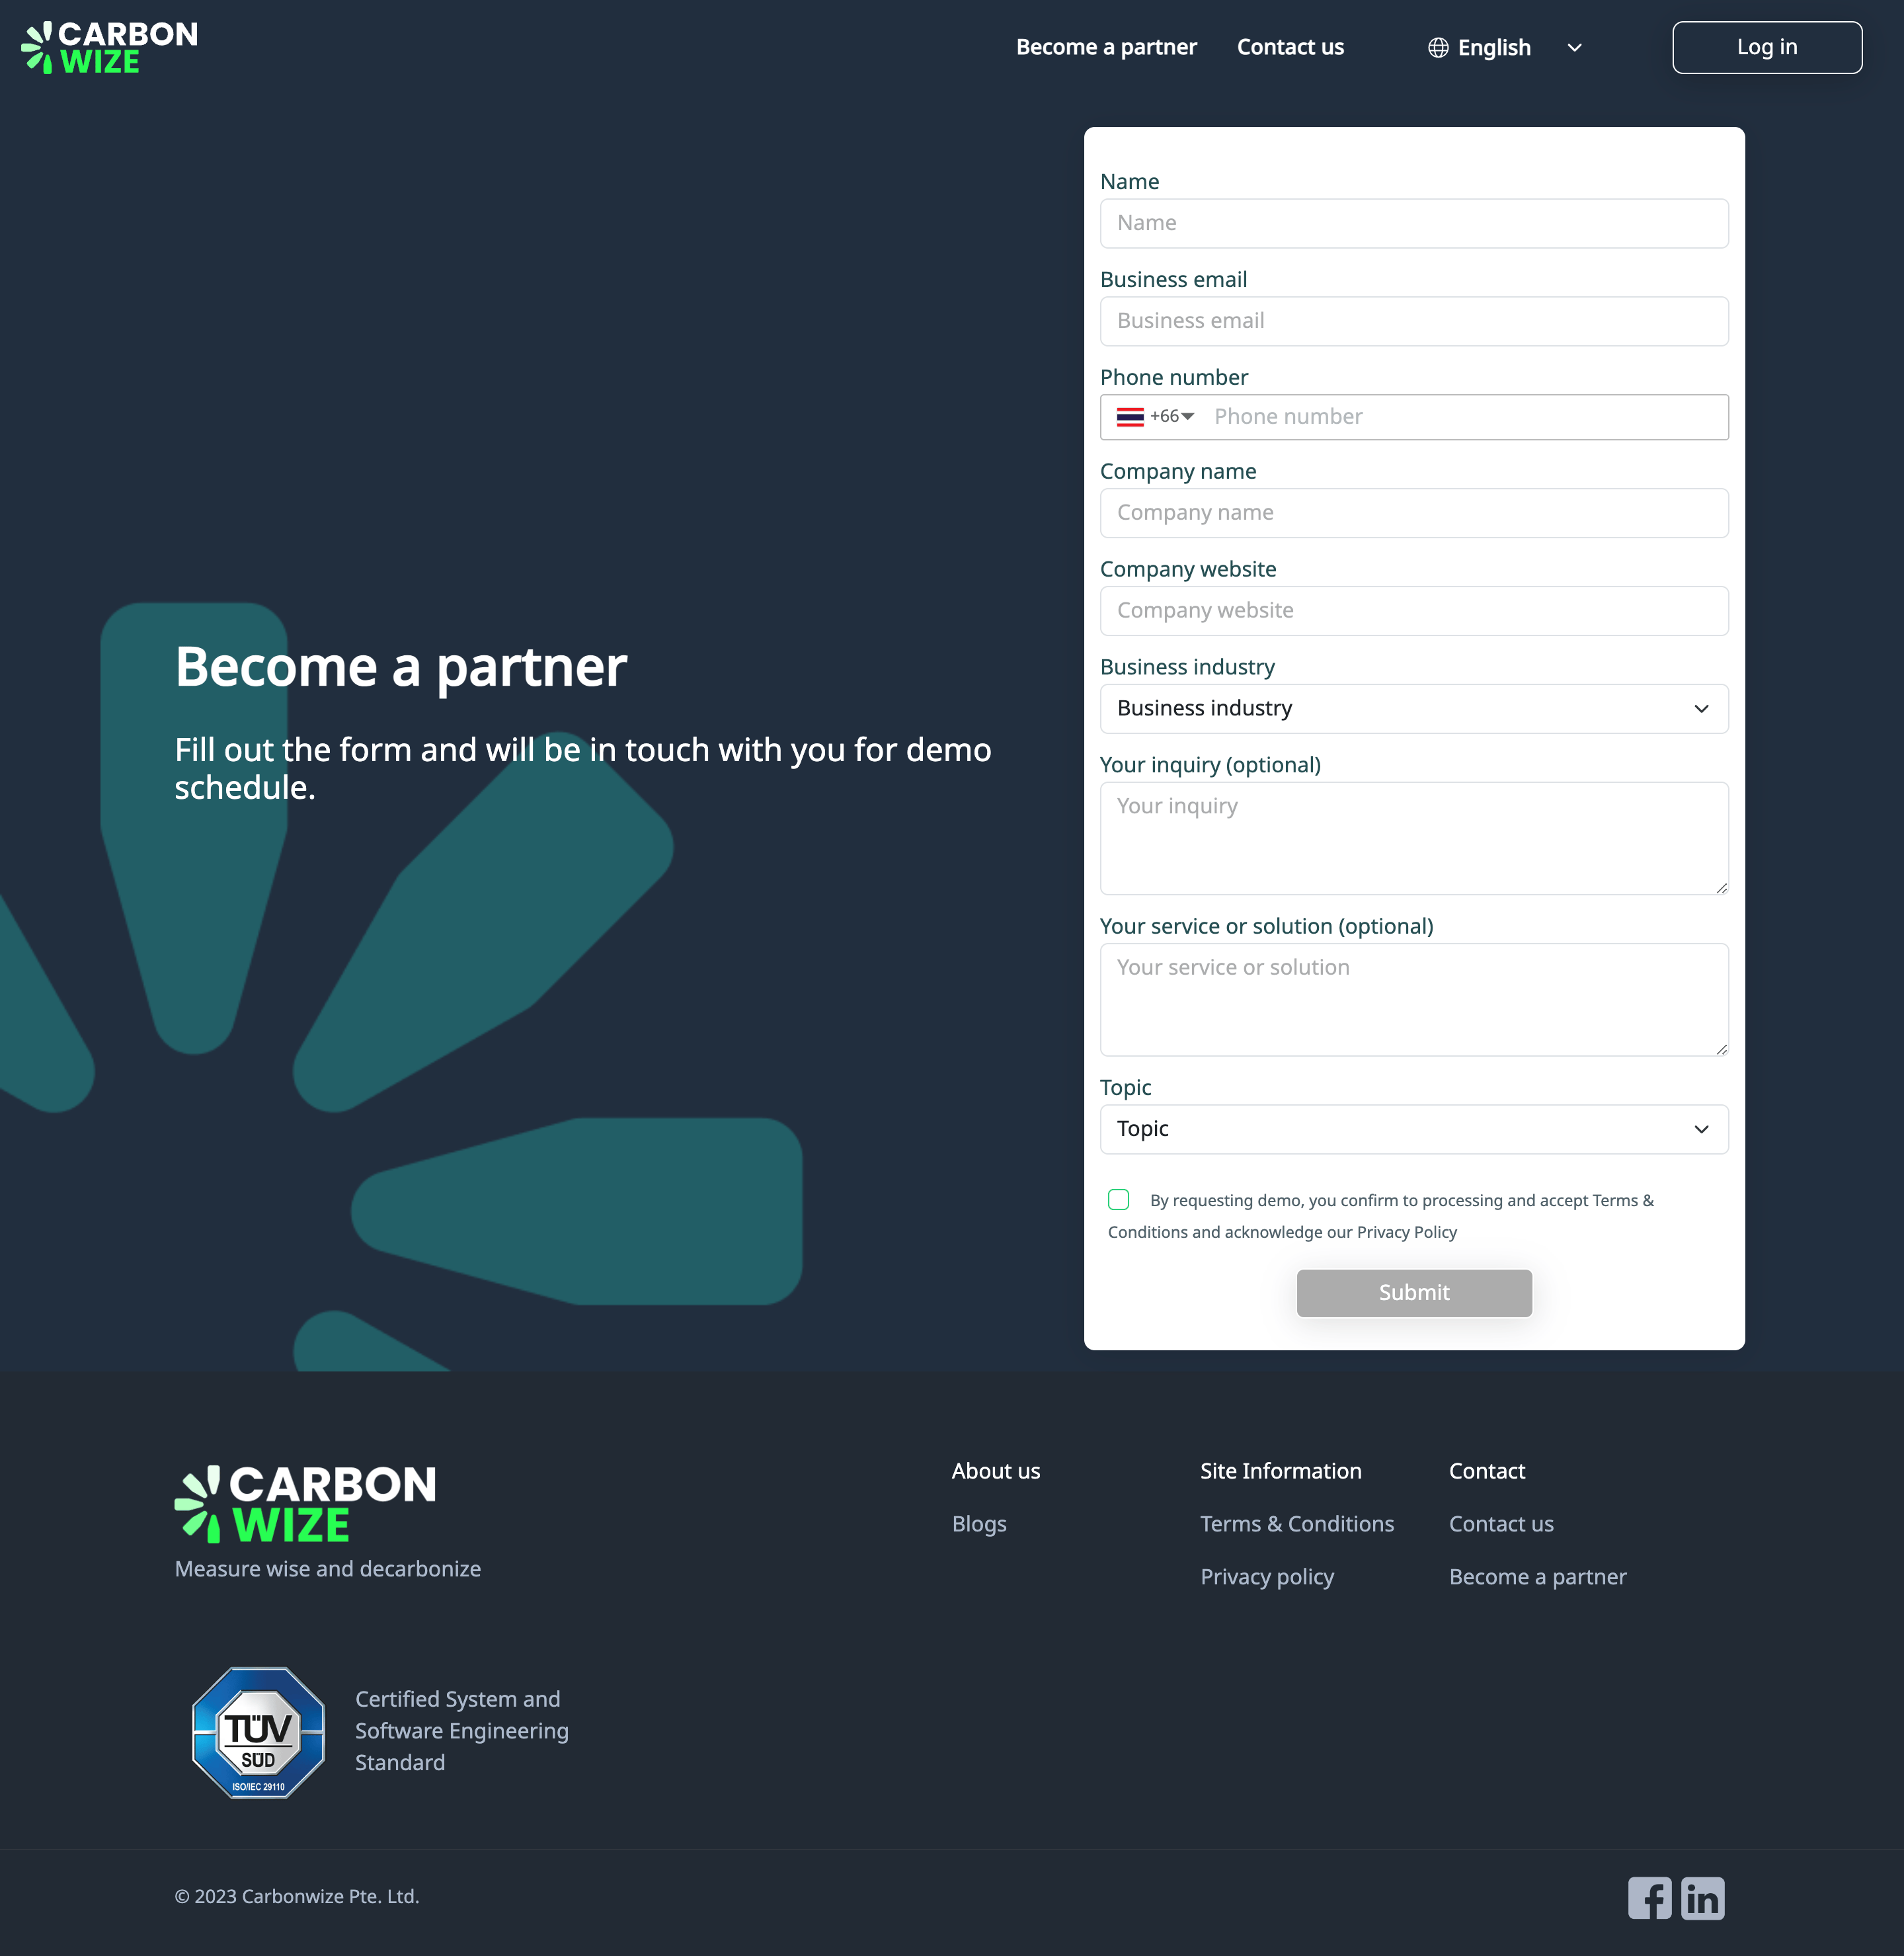 CARBON
WIZE
Become a partner
Contact us
English
Log in
Name
Name
Business email
Business email
Phone number
+66
Phone number
Company name
Company name
Company website
Company website
Business industry
Business industry
Your inquiry (optional)
Your inquiry
Your service or solution (optional)
Your service or solution
Topic
Topic
By requesting demo, you confirm to processing and accept Terms &
Conditions and acknowledge our Privacy Policy
Submit
Become a partner
Fill out the form and will be in touch with you for demo
schedule.
CARBON
WIZE
Measure wise and decarbonize
About us
Blogs
Site Information
Terms & Conditions
Privacy policy
Contact
Contact us
Become a partner
TÜV
SÜD
ISO/IEC 29110
Certified System and
Software Engineering
Standard
© 2023 Carbonwize Pte. Ltd.
f
in